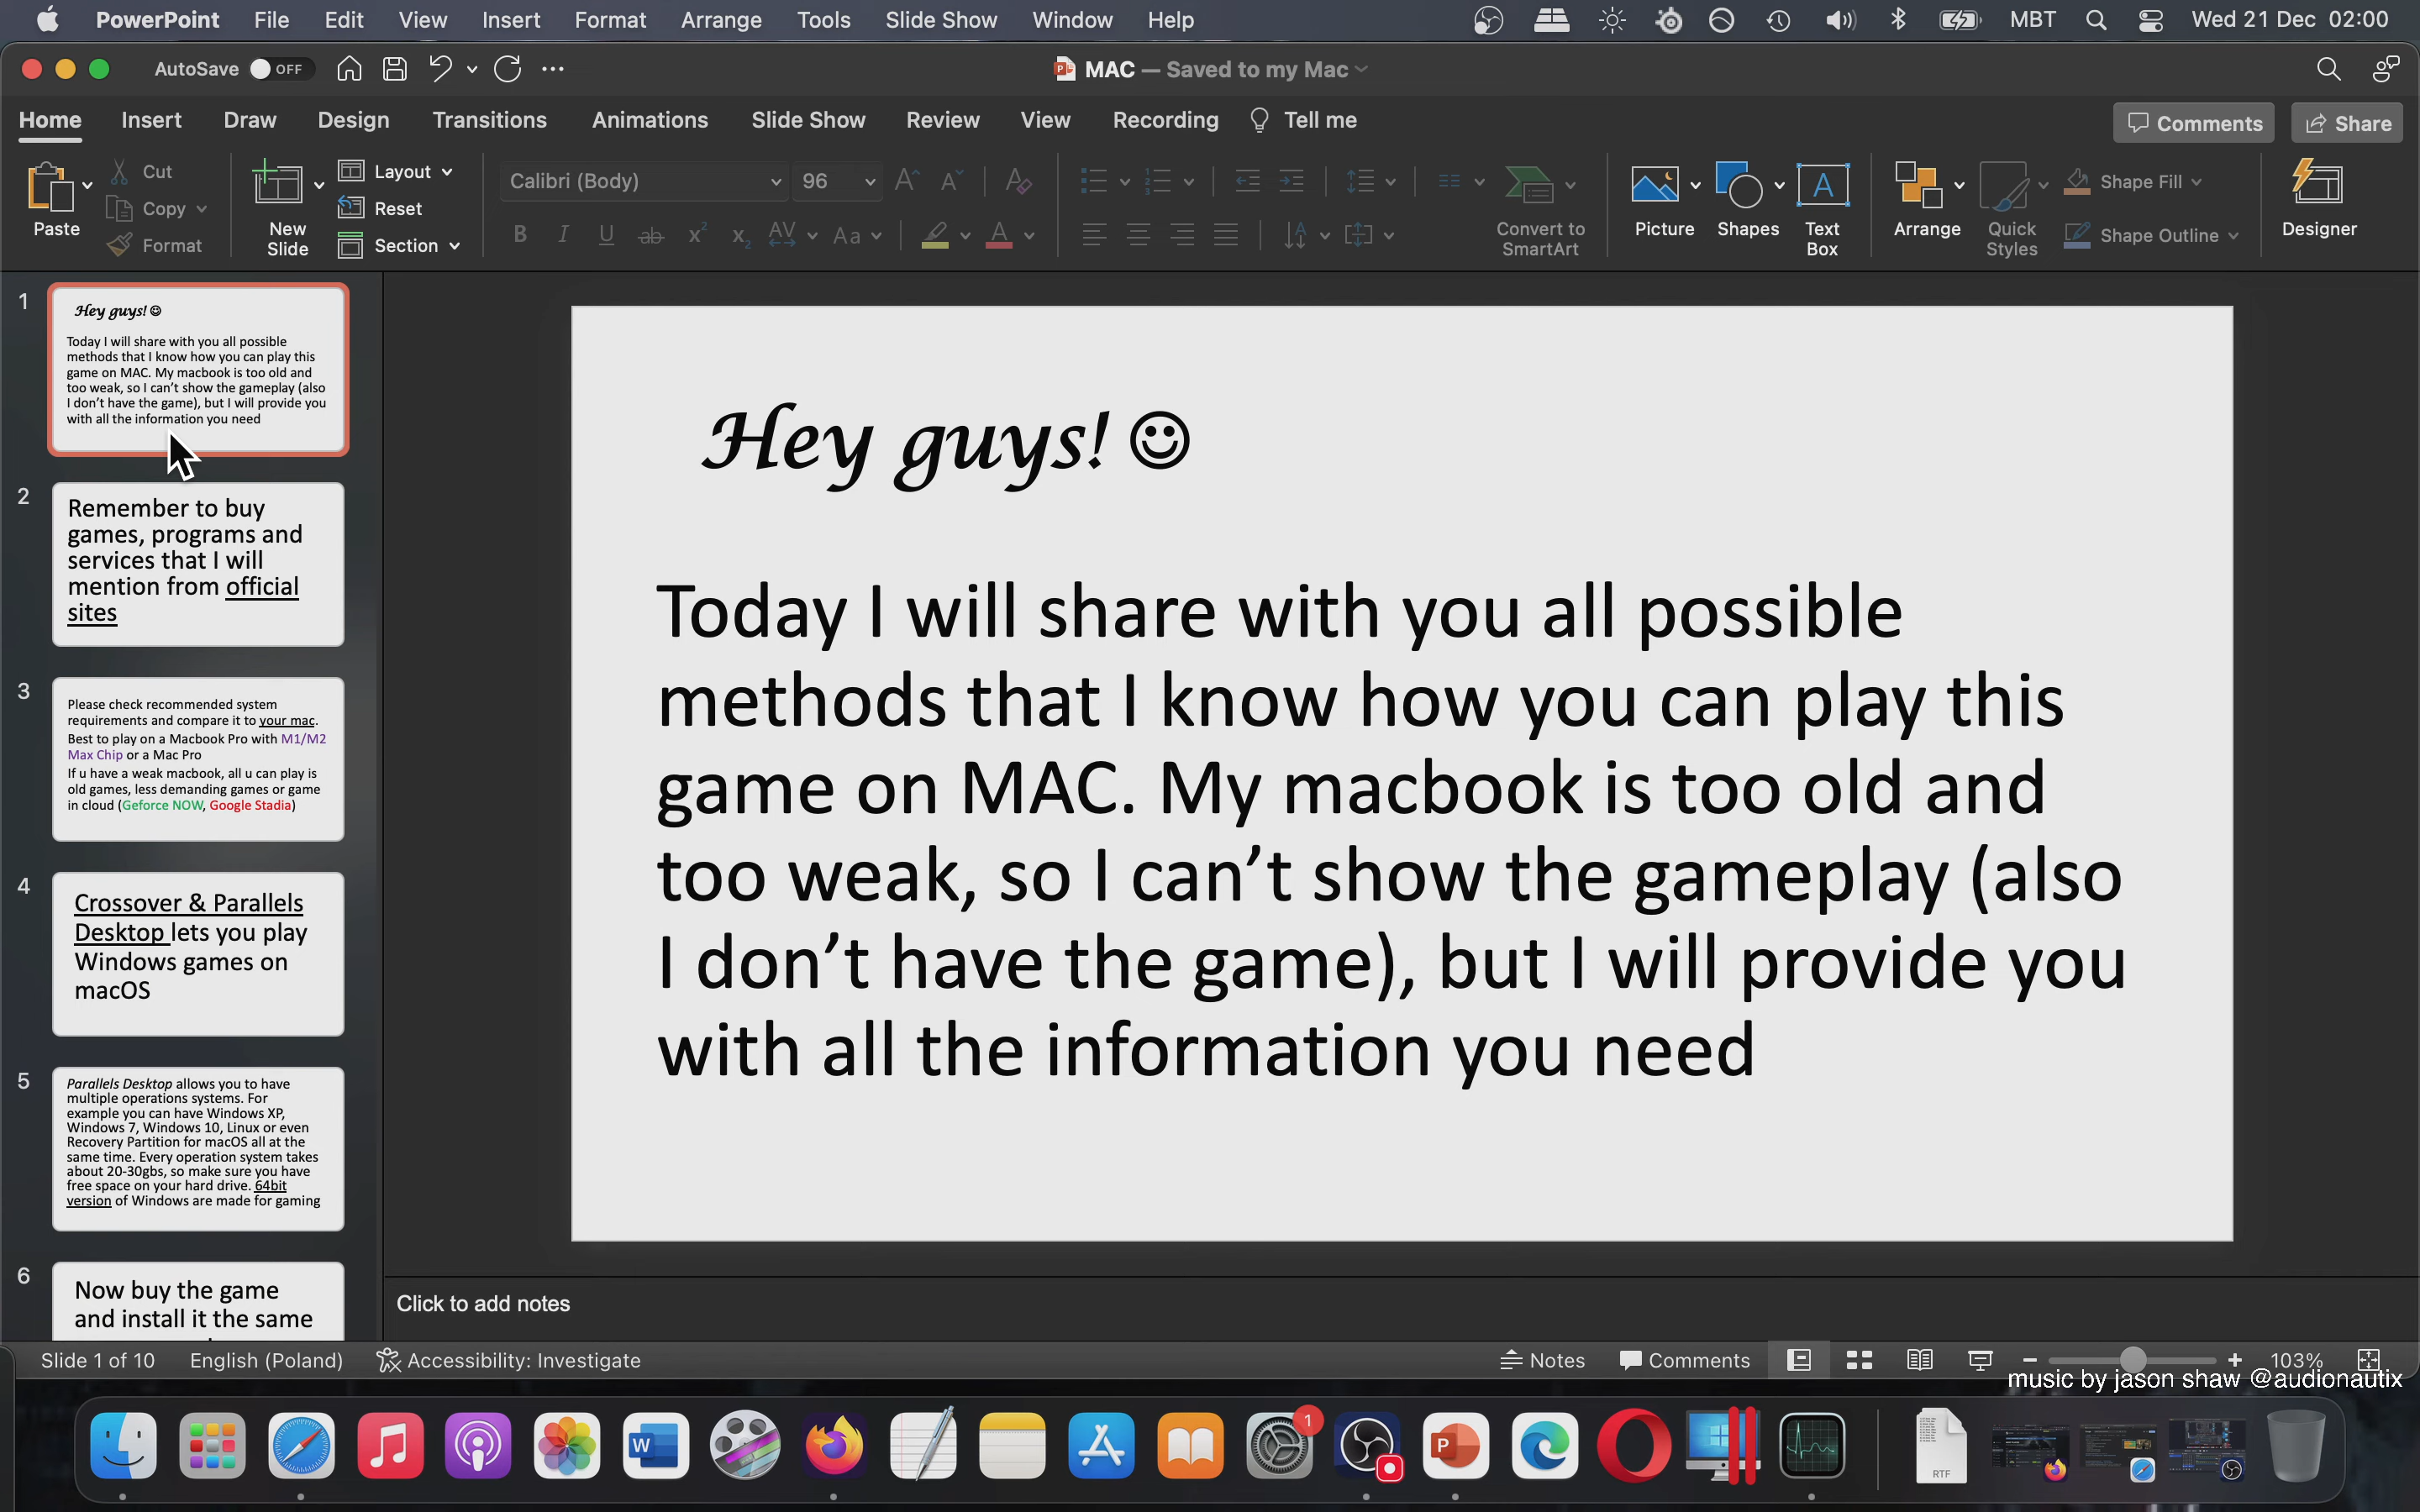 PowerPoint File Edit View Insert Format Arrange Tools Slide Show Window Help MBT Wed 21 Dec 02:00
AutoSave OFF MAC — Saved to my Mac
Home Insert Draw Design Transitions Animations Slide Show Review View Recording Tell me Comments Share
Paste
Cut
Copy
Format
New
Slide
Layout
Reset
Section
Calibri (Body) 96
Convert to
SmartArt
Picture
Shapes
Text
Box
Arrange
Quick
Styles
Shape Fill
Shape Outline
Designer
1
Hey guys!☺
Today I will share with you all possible
methods that I know how you can play this
game on MAC. My macbook is too old and
too weak, so I can’t show the gameplay (also
I don’t have the game), but I will provide you
with all the information you need
2
Remember to buy
games, programs and
services that I will
mention from official
sites
3
Please check recommended system
requirements and compare it to your mac.
Best to play on a Macbook Pro with M1/M2
Max Chip or a Mac Pro
If u have a weak macbook, all u can play is
old games, less demanding games or game
in cloud (Geforce NOW, Google Stadia)
4
Crossover & Parallels
Desktop lets you play
Windows games on
macOS
5
Parallels Desktop allows you to have
multiple operations systems. For
example you can have Windows XP,
Windows 7, Windows 10, Linux or even
Recovery Partition for macOS all at the
same time. Every operation system takes
about 20-30gbs, so make sure you have
free space on your hard drive. 64bit
version of Windows are made for gaming
6
Now buy the game
and install it the same
Hey guys! ☺
Today I will share with you all possible
methods that I know how you can play this
game on MAC. My macbook is too old and
too weak, so I can’t show the gameplay (also
I don’t have the game), but I will provide you
with all the information you need
Click to add notes
Slide 1 of 10 English (Poland) Accessibility: Investigate Notes Comments 103%
music by jason shaw @audionautix
1
RTF